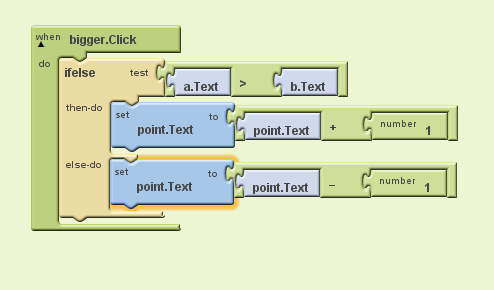 when bigger.Click
do
ifelse test a.Text > b.Text
then-do set point.Text to point.Text + number 1
else-do set point.Text to point.Text − number 1